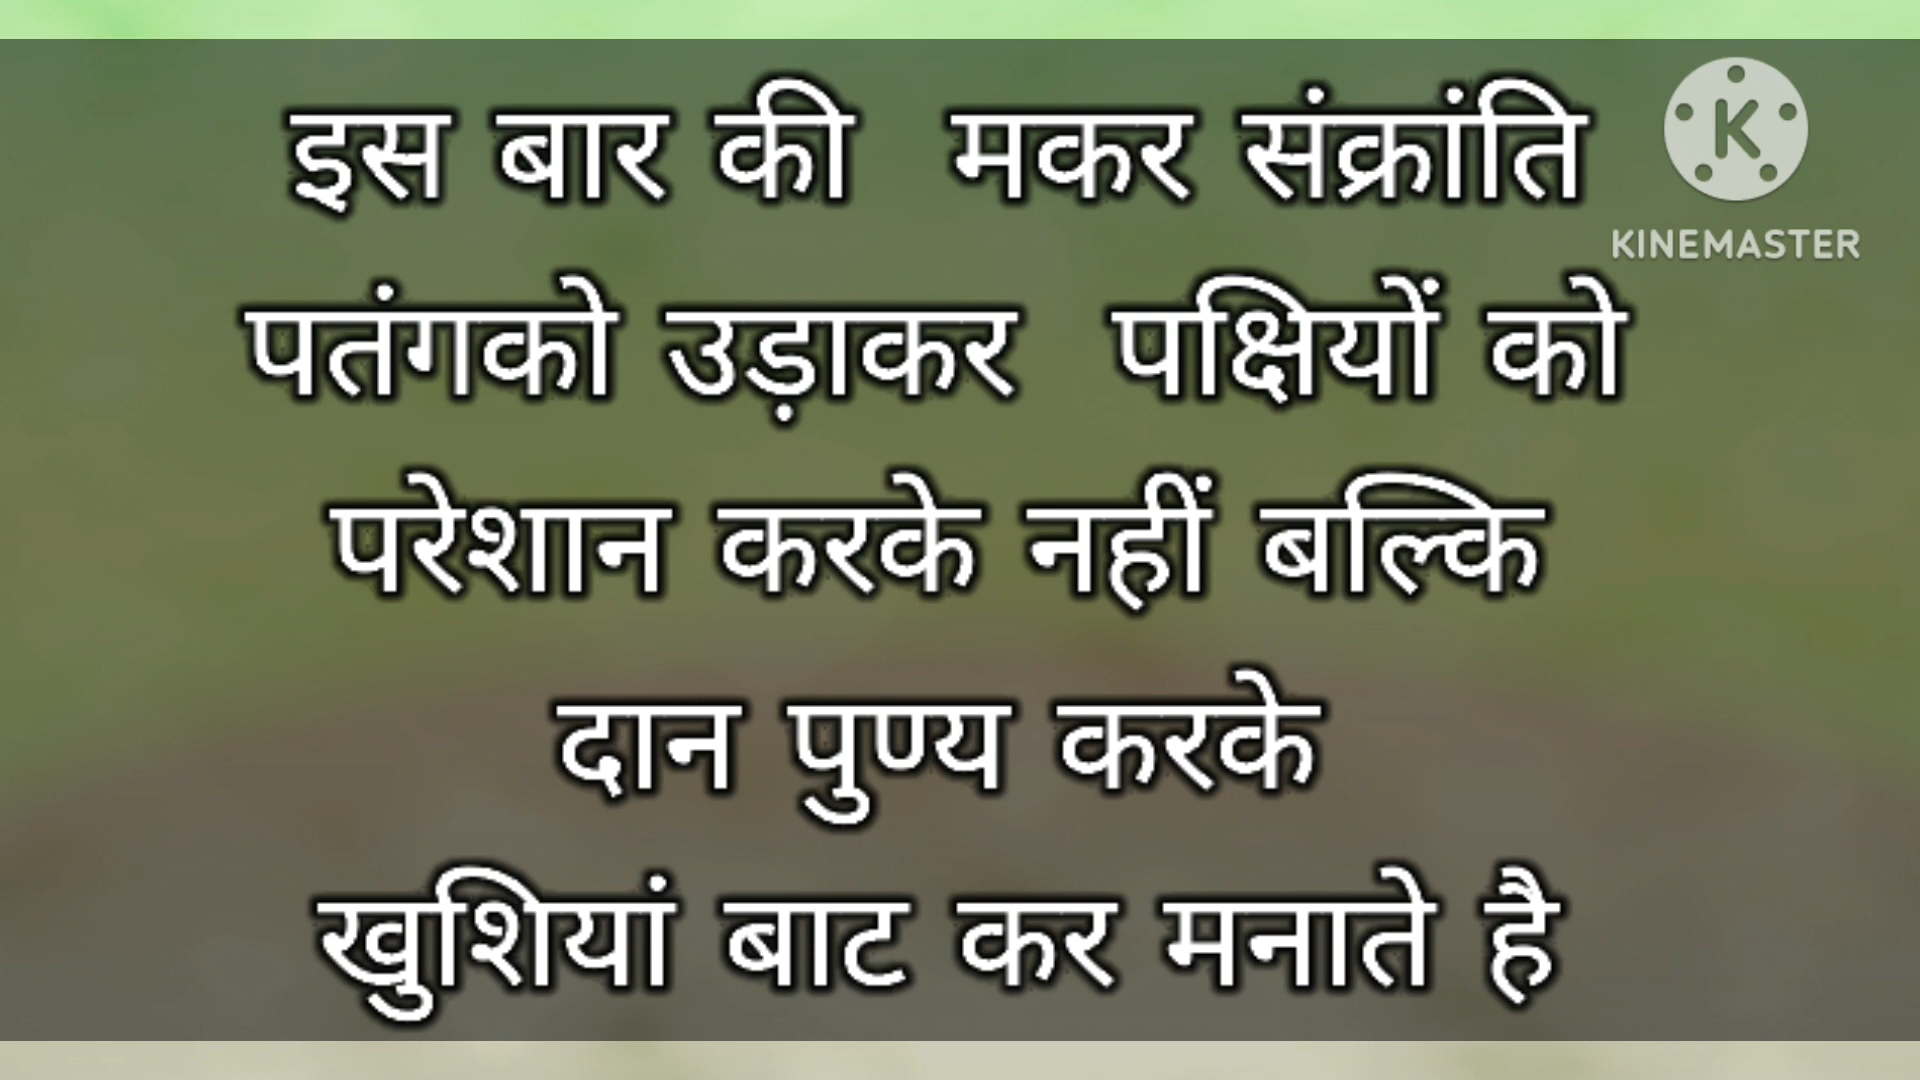 इस बार की मकर संक्रांति
KINEMASTER
पतंगको उड़ाकर पक्षियों को
परेशान करके नहीं बल्कि
दान पुण्य करके
खुशियां बाट कर मनाते है